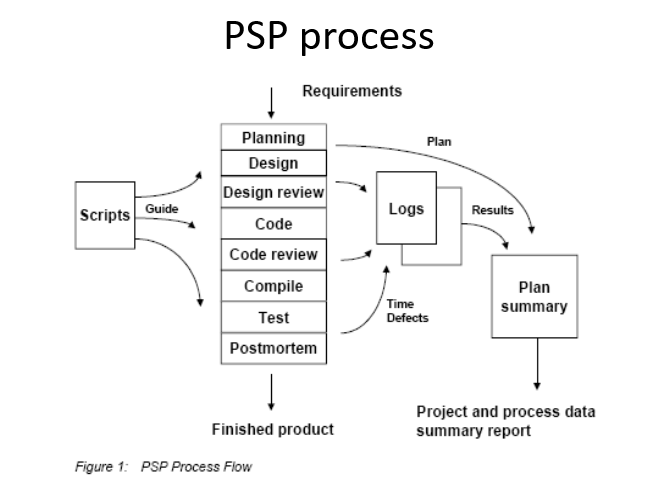 PSP process
Requirements
Planning
Plan
Design
Design review
Scripts
Guide
Logs
Results
Code
Code review
Compile
Plan
summary
Time
Defects
Test
Postmortem
Finished product
Project and process data
summary report
Figure 1: PSP Process Flow